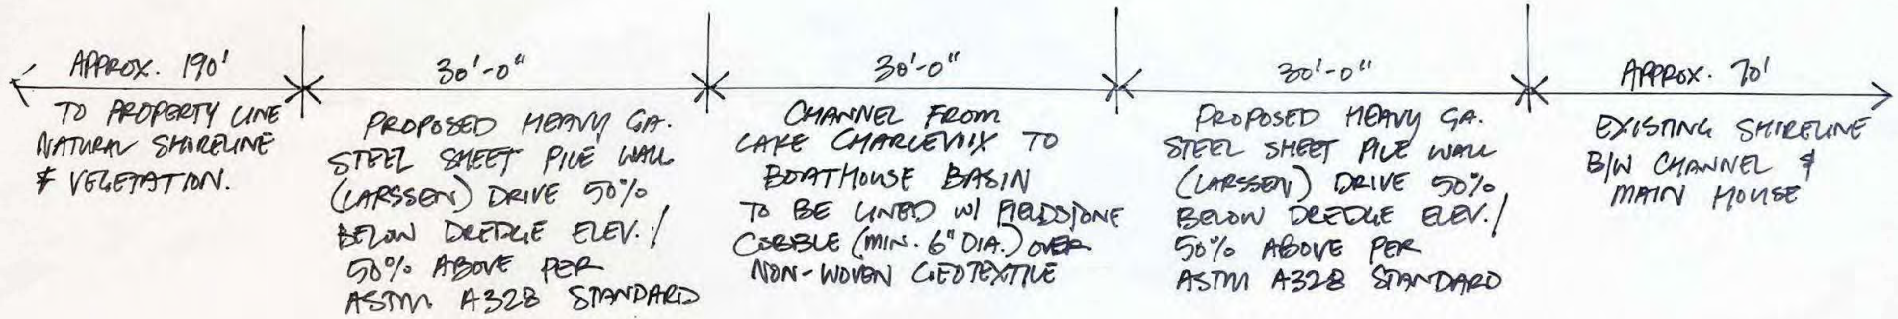 APPROX. 190'
TO PROPERTY LINE
NATURAL SHORELINE
& VEGETATION.
30'-0"
PROPOSED HEAVY GA.
STEEL SHEET PILE WALL
(LARSSEN) DRIVE 50%
BELOW DREDGE ELEV./
50% ABOVE PER
ASTM A328 STANDARD
30'-0"
CHANNEL FROM
LAKE CHARLEVOIX TO
BOATHOUSE BASIN
TO BE LINED W/ FIELDSTONE
COBBLE (MIN. 6" DIA.) OVER
NON-WOVEN GEOTEXTILE
30'-0"
PROPOSED HEAVY GA.
STEEL SHEET PILE WALL
(LARSSEN) DRIVE 50%
BELOW DREDGE ELEV./
50% ABOVE PER
ASTM A328 STANDARD
APPROX. 70'
EXISTING SHORELINE
B/W CHANNEL &
MAIN HOUSE